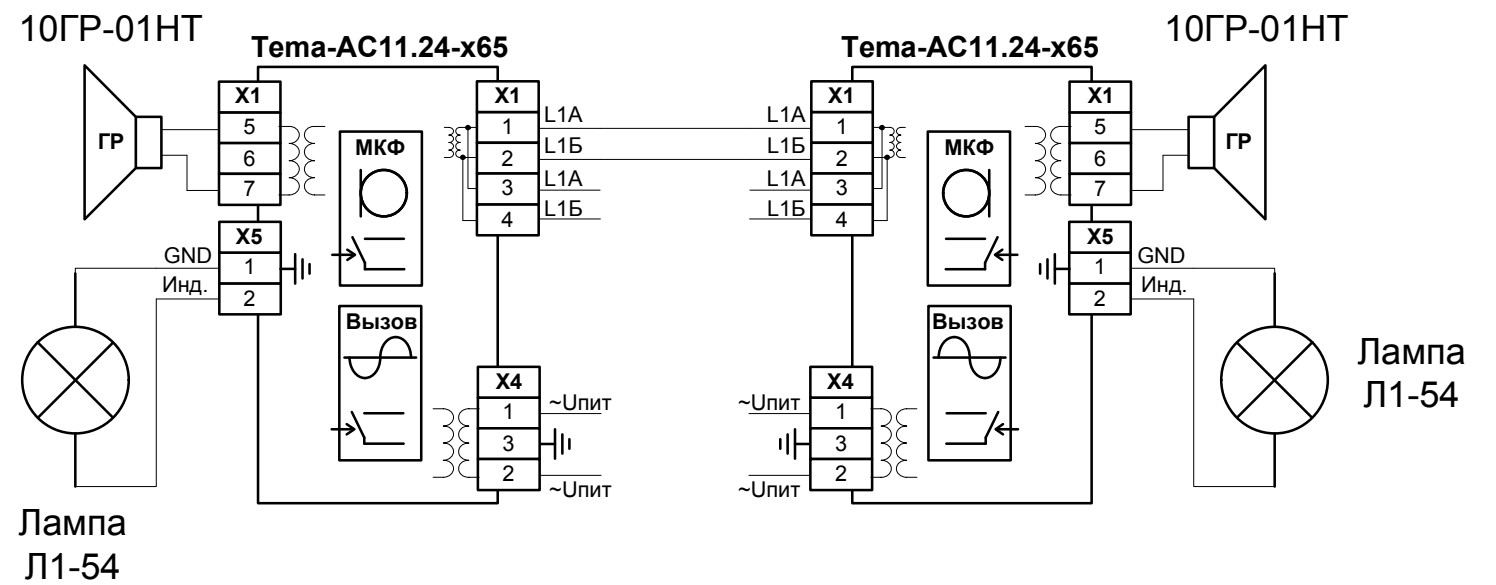 10ГР-01НТ
10ГР-01НТ
Tema-AC11.24-x65
Tema-AC11.24-x65
ГР
X1
5
6
7
МКФ
X1
1
2
3
4
L1А
L1Б
L1А
L1Б
L1А
L1Б
L1А
L1Б
X1
1
2
3
4
МКФ
X1
5
6
7
ГР
GND
Инд.
X5
1
2
X5
1
2
GND
Инд.
Вызов
X4
1
3
2
~Uпит
~Uпит
~Uпит
~Uпит
X4
1
3
2
Вызов
Лампа
Л1-54
Лампа
Л1-54